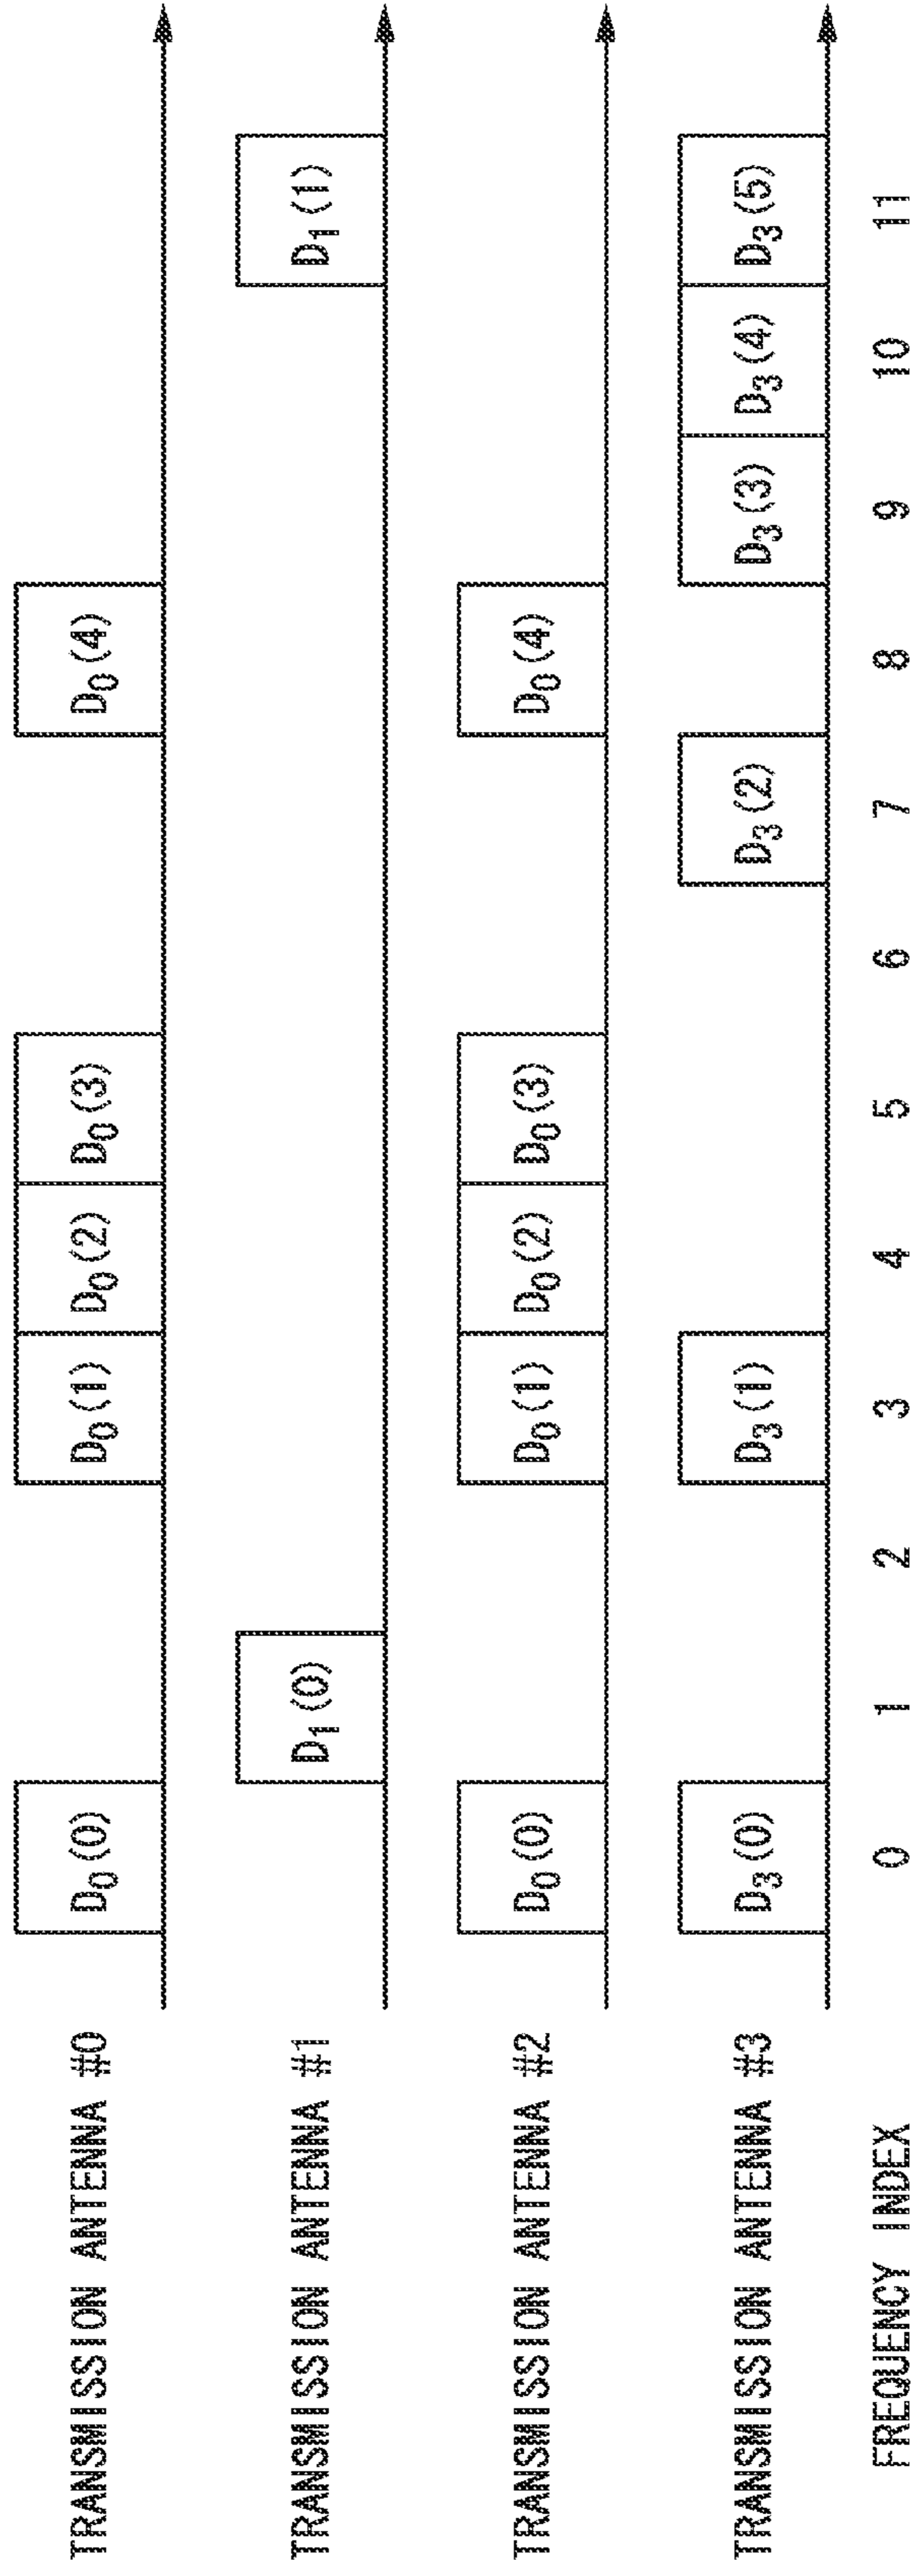 TRANSMISSION ANTENNA #0 D₀(0) D₀(1) D₀(2) D₀(3) D₀(4)
TRANSMISSION ANTENNA #1 D₁(0) D₁(1)
TRANSMISSION ANTENNA #2 D₀(0) D₀(1) D₀(2) D₀(3) D₀(4)
TRANSMISSION ANTENNA #3 D₃(0) D₃(1) D₃(2) D₃(3) D₃(4) D₃(5)
FREQUENCY INDEX 0 1 2 3 4 5 6 7 8 9 10 11